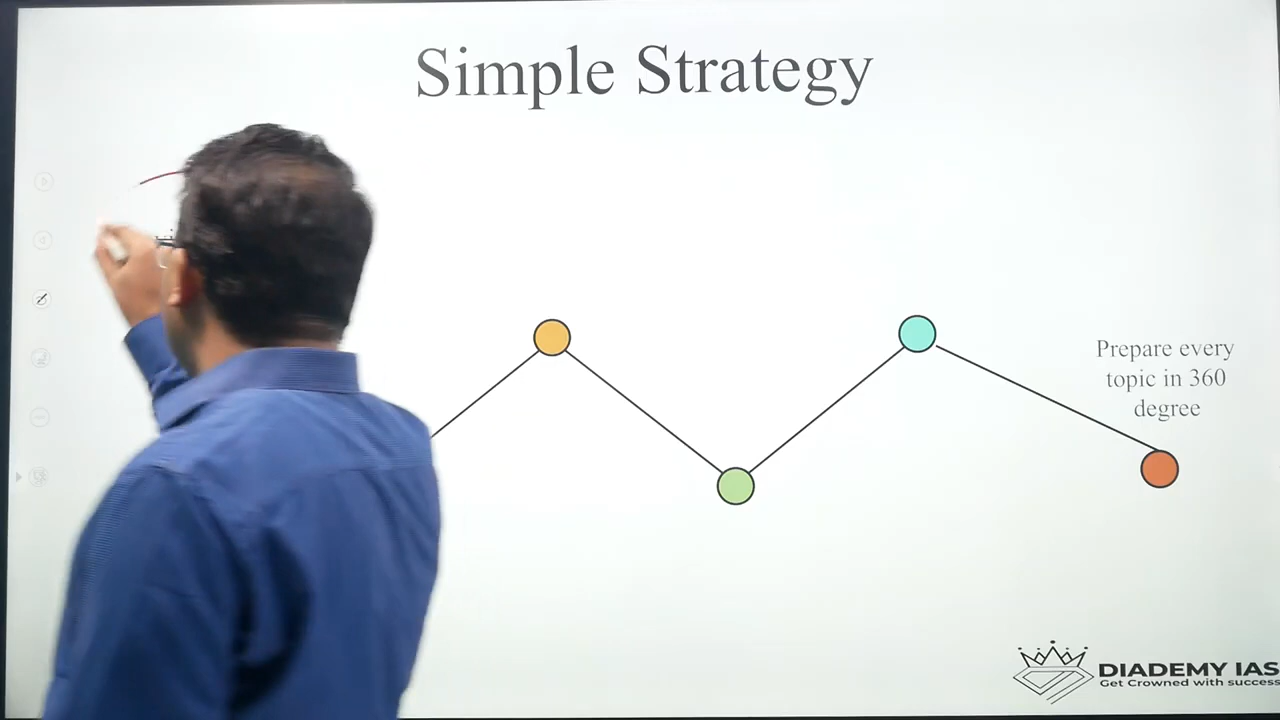 Simple Strategy
Prepare every
topic in 360
degree
DIADEMY IAS
Get Crowned with success